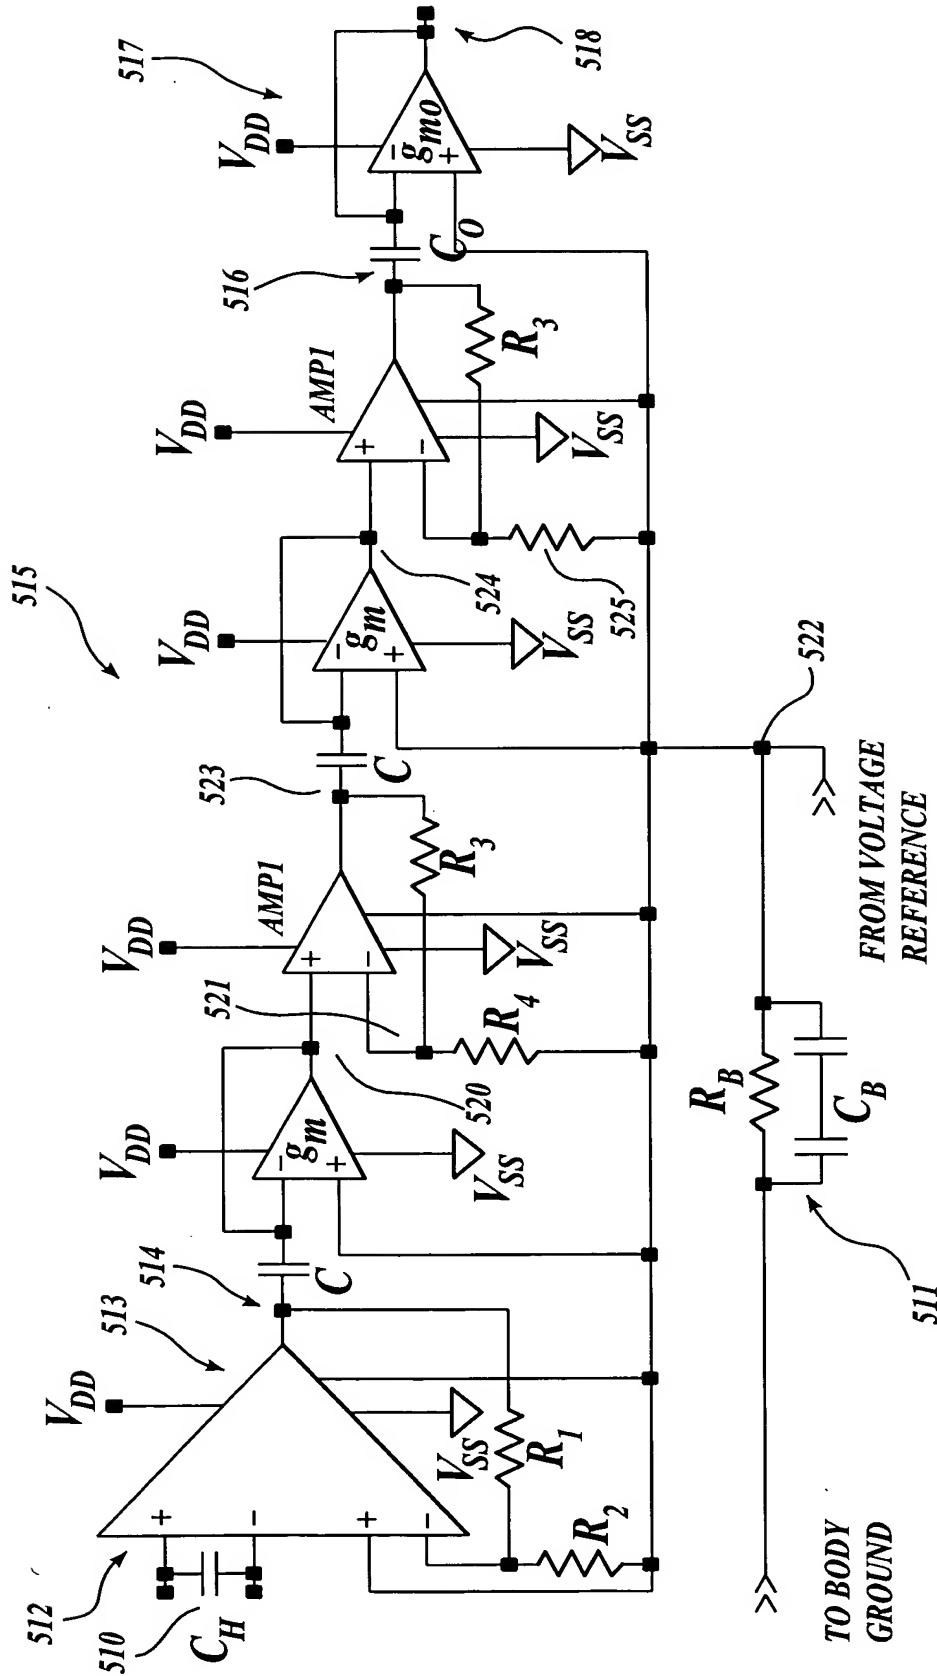 512
510
C_H
V_DD
513
514
V_SS
R_1
R_2
C
V_DD
g_m
V_SS
520
521
V_DD
AMP1
V_SS
R_3
R_4
523
C
515
V_DD
g_m
V_SS
524
525
V_DD
AMP1
V_SS
R_3
516
C_O
517
V_DD
g_mo
V_SS
518
522
FROM VOLTAGE
REFERENCE
R_B
C_B
511
TO BODY
GROUND
+
−
+
−
−
+
+
−
−
+
+
−
−
+